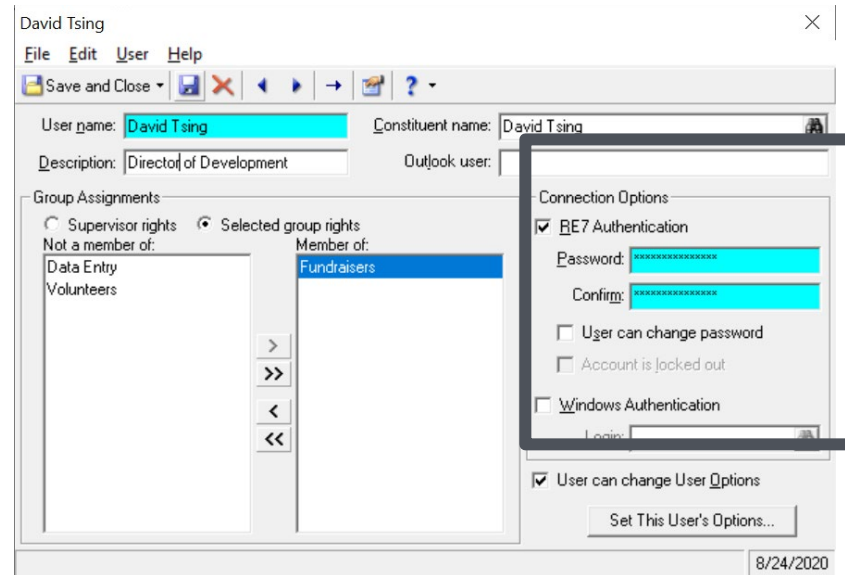 David Tsing
File Edit User Help
Save and Close ?
User name: David Tsing Constituent name: David Tsing
Description: Director of Development Outlook user:
Group Assignments
Supervisor rights Selected group rights
Not a member of: Member of:
Data Entry Fundraisers
Volunteers
>
>>
<
<<
Connection Options
RE7 Authentication
Password: ***************
Confirm: ***************
User can change password
Account is locked out
Windows Authentication
Login:
User can change User Options
Set This User's Options...
8/24/2020